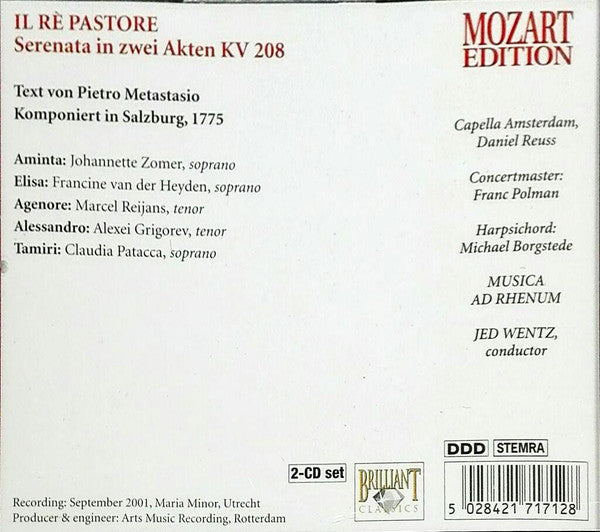 IL RÈ PASTORE
Serenata in zwei Akten KV 208
Text von Pietro Metastasio
Komponiert in Salzburg, 1775
Aminta: Johannette Zomer, soprano
Elisa: Francine van der Heyden, soprano
Agenore: Marcel Reijans, tenor
Alessandro: Alexei Grigorev, tenor
Tamiri: Claudia Patacca, soprano
MOZART
EDITION
Capella Amsterdam,
Daniel Reuss
Concertmaster:
Franc Polman
Harpsichord:
Michael Borgstede
MUSICA
AD RHENUM
JED WENTZ,
conductor
DDD STEMRA
2-CD set
BRILLIANT
CLASSICS
5 028421 717128
Recording: September 2001, Maria Minor, Utrecht
Producer & engineer: Arts Music Recording, Rotterdam